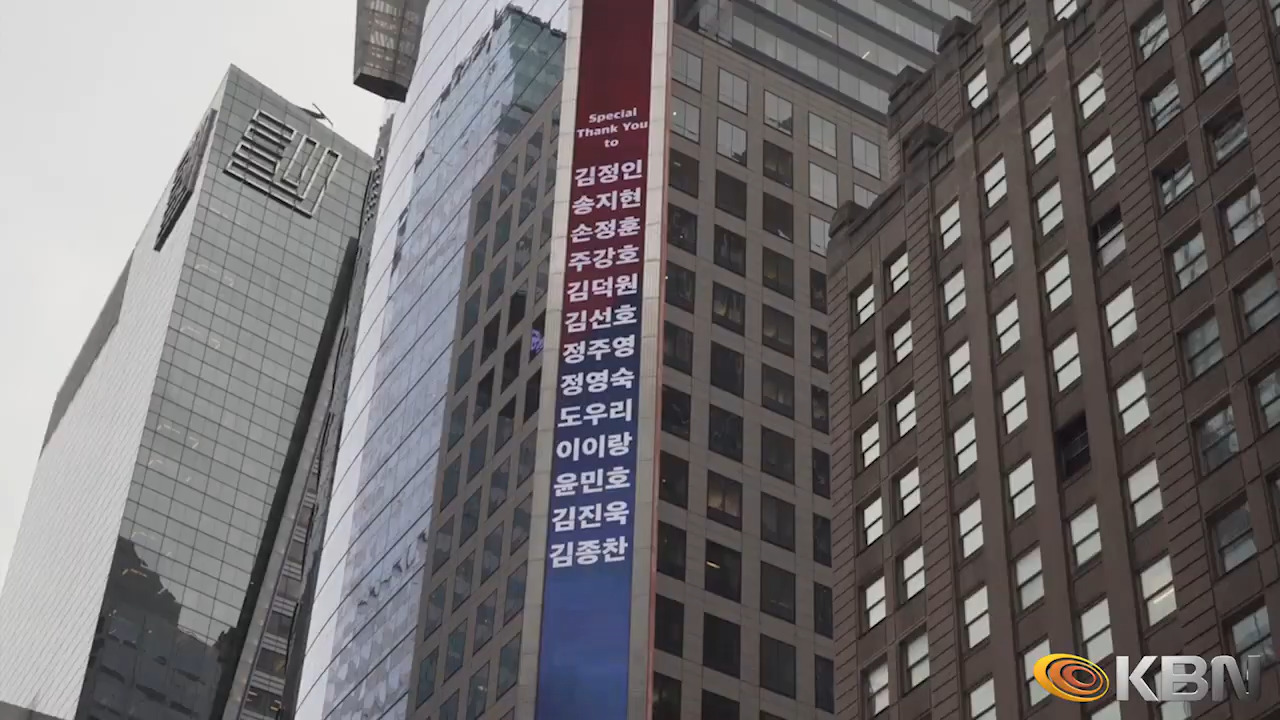 Special
Thank You
to
김정인
송지현
손정훈
주강호
김덕원
김선호
정주영
정영숙
도우리
이이랑
윤민호
김진욱
김종찬
KBN